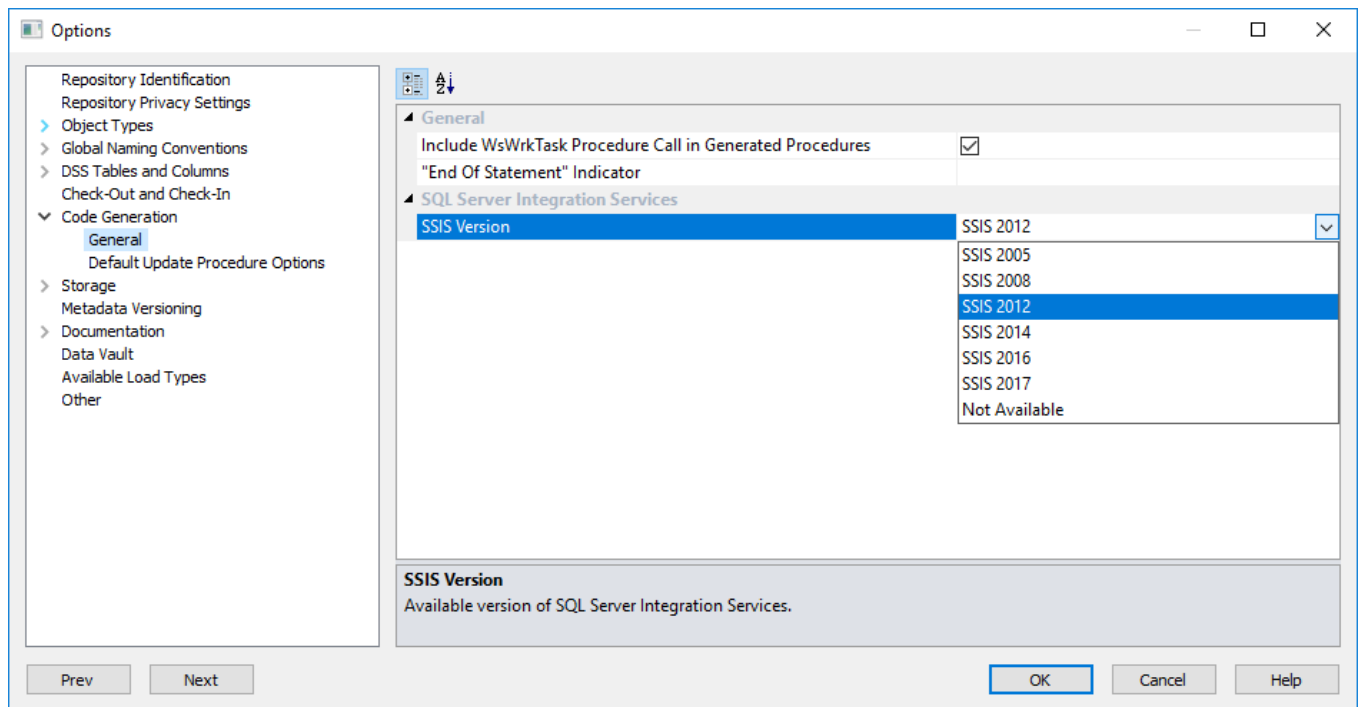 Options
Repository Identification
Repository Privacy Settings
Object Types
Global Naming Conventions
DSS Tables and Columns
Check-Out and Check-In
Code Generation
General
Default Update Procedure Options
Storage
Metadata Versioning
Documentation
Data Vault
Available Load Types
Other
General
Include WsWrkTask Procedure Call in Generated Procedures
"End Of Statement" Indicator
SQL Server Integration Services
SSIS Version SSIS 2012
SSIS 2005
SSIS 2008
SSIS 2012
SSIS 2014
SSIS 2016
SSIS 2017
Not Available
SSIS Version
Available version of SQL Server Integration Services.
Prev Next OK Cancel Help